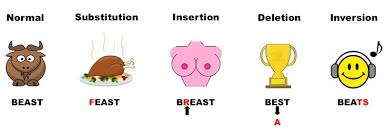 Normal Substitution Insertion Deletion Inversion
BEAST FEAST BREAST BEST BEATS
A